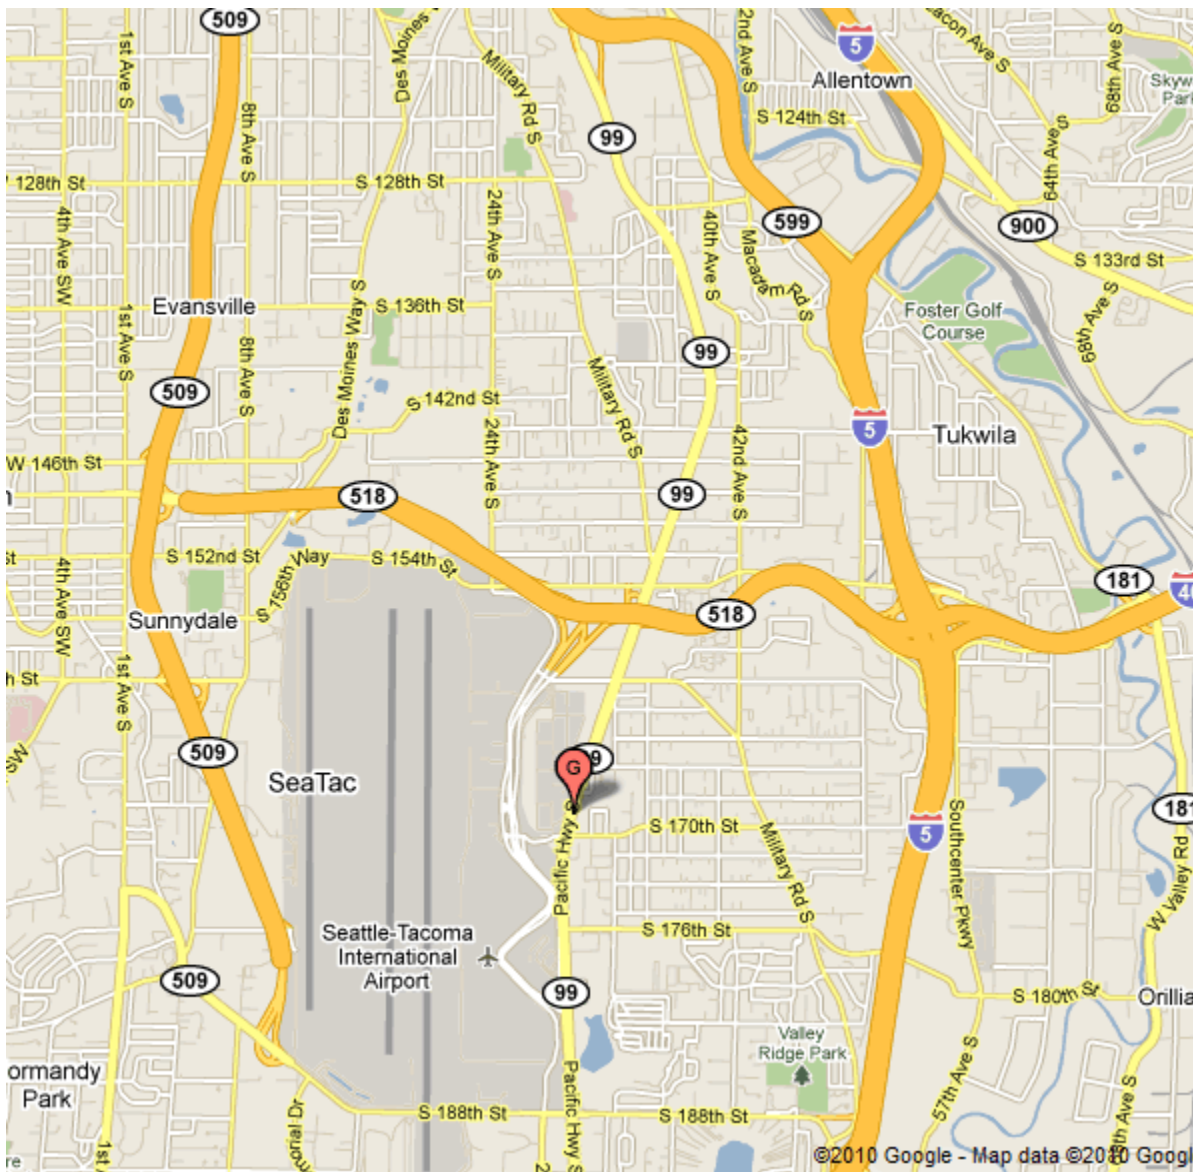 509
5
Allentown
Des Moines
1st Ave S
8th Ave S
Military Rd S
68th Ave S
S 124th St
99
S 128th St
S 128th St
64th Ave S
4th Ave SW
24th Ave S
40th Ave S
599
900
Macadam Rd S
S 133rd St
Evansville
S 136th St
Foster Golf
Course
1st Ave S
8th Ave S
Des Moines Way S
99
68th Ave S
509
S 142nd St
Military Rd S
5
Tukwila
W 146th St
24th Ave S
42nd Ave S
518
99
S 152nd St
S 156th Way
S 154th St
181
4th Ave SW
Sunnydale
518
1st Ave S
509
SeaTac
G
Pacific Hwy S
S 170th St
Military Rd S
5
Southcenter Pkwy
181
W Valley Rd
Seattle-Tacoma
International
Airport
S 176th St
509
99
S 180th St
Valley
Ridge Park
Pacific Hwy S
57th Ave S
Park
S 188th St
S 188th St
©2010 Google - Map data ©2010 Googl